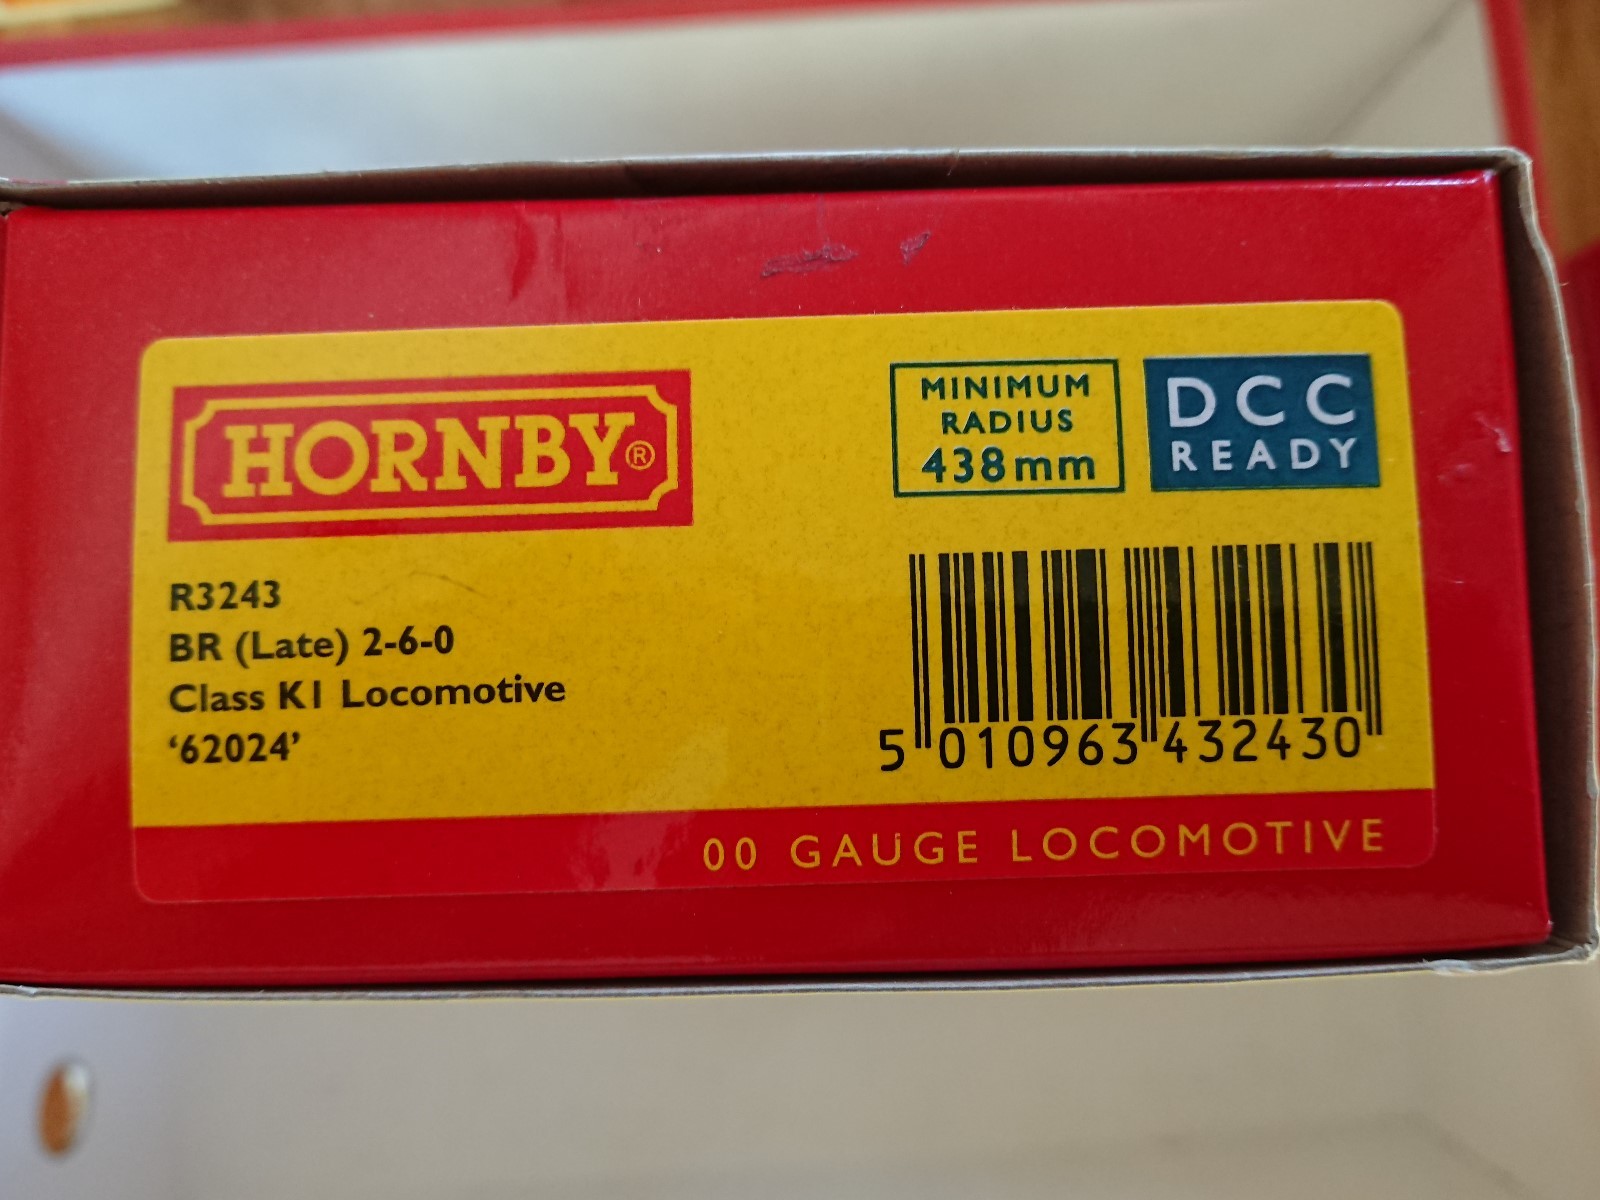 HORNBY®
MINIMUM
RADIUS
438mm
DCC
READY
R3243
BR (Late) 2-6-0
Class K1 Locomotive
‘62024’
5 010963 432430
00 GAUGE LOCOMOTIVE